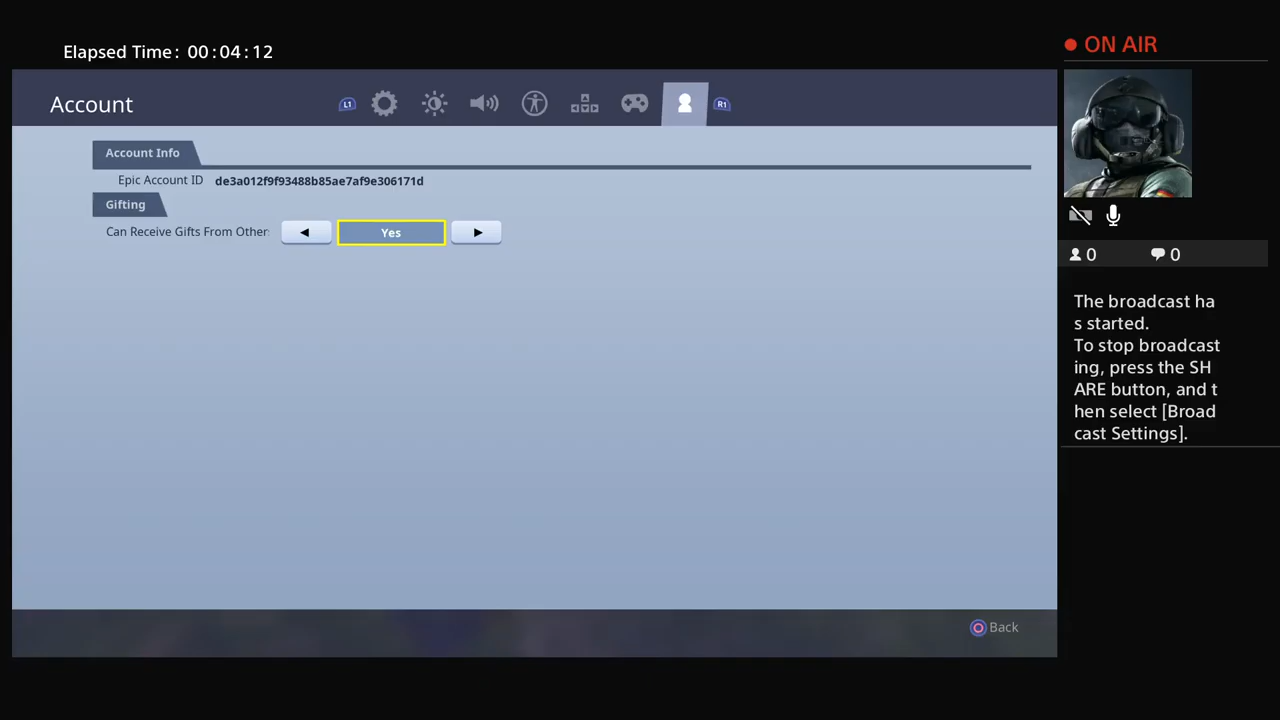 Elapsed Time: 00:04:12
ON AIR
Account
L1
R1
Account Info
Epic Account ID de3a012f9f93488b85ae7af9e306171d
Gifting
Can Receive Gifts From Other
Yes
0
0
The broadcast ha
s started.
To stop broadcast
ing, press the SH
ARE button, and t
hen select [Broad
cast Settings].
Back